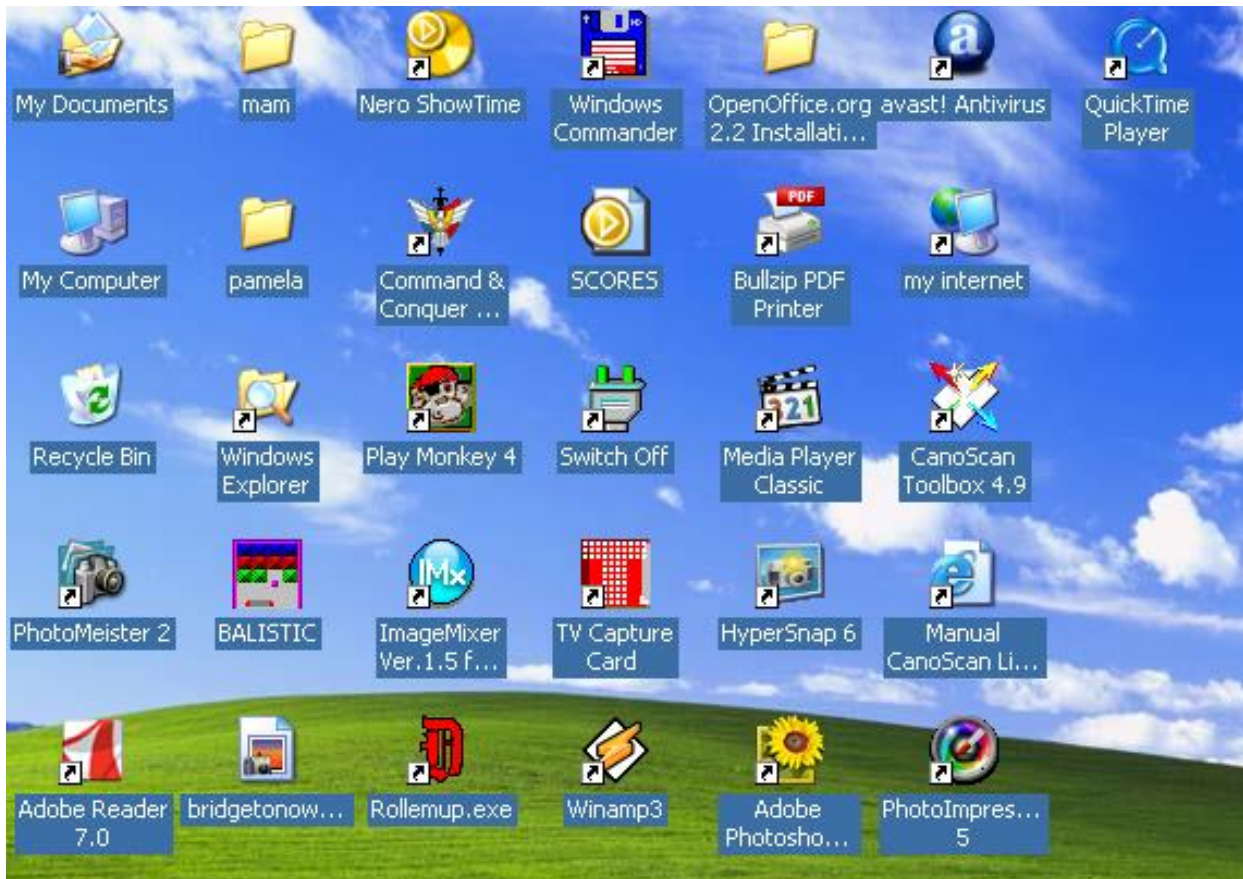 My Documents
mam
Nero ShowTime
Windows
Commander
OpenOffice.org
2.2 Installati...
avast! Antivirus
QuickTime
Player
My Computer
pamela
Command &
Conquer ...
SCORES
PDF
Bullzip PDF
Printer
my internet
Recycle Bin
Windows
Explorer
Play Monkey 4
Switch Off
321
Media Player
Classic
CanoScan
Toolbox 4.9
PhotoMeister 2
BALISTIC
IMx
ImageMixer
Ver.1.5 f...
TV Capture
Card
HyperSnap 6
Manual
CanoScan Li...
Adobe Reader
7.0
bridgetonow...
Rollemup.exe
Winamp3
Adobe
Photosho...
PhotoImpres...
5